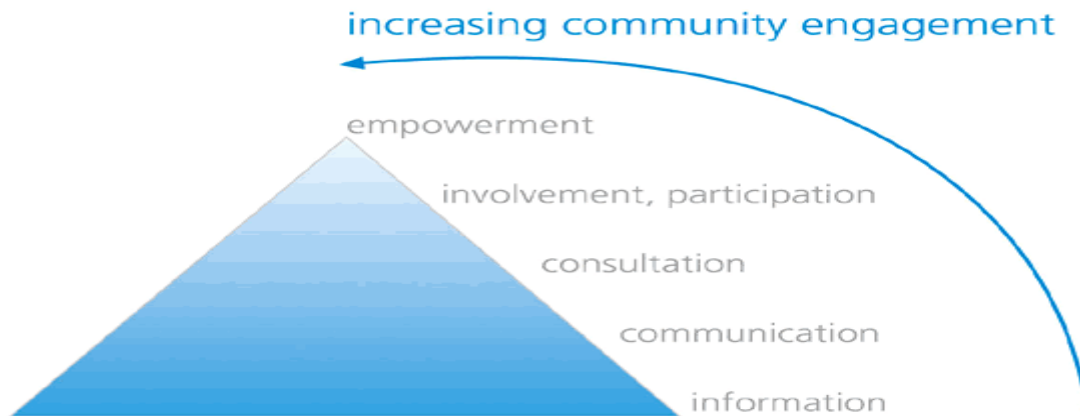 increasing community engagement
empowerment
involvement, participation
consultation
communication
information